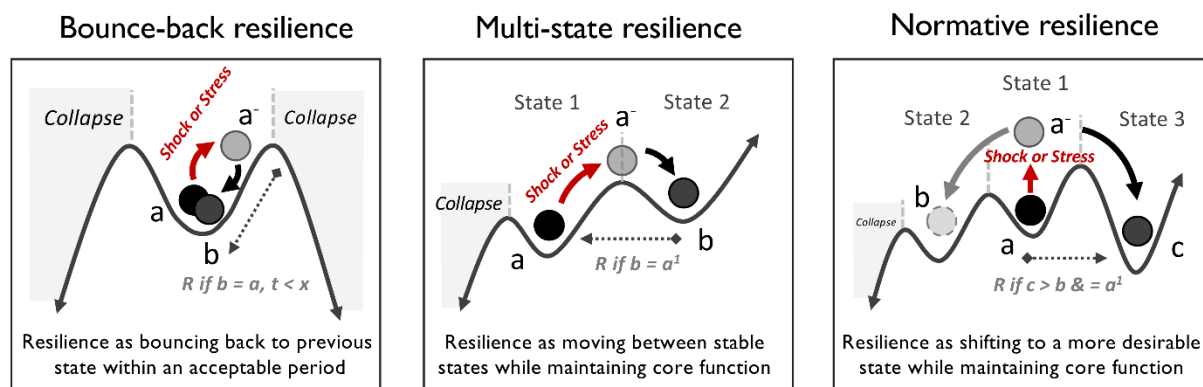 Bounce-back resilience
Collapse
Shock or Stress
a-
Collapse
a
b
R if b = a, t < x
Resilience as bouncing back to previous
state within an acceptable period
Multi-state resilience
State 1
State 2
a-
Shock or Stress
Collapse
a
b
R if b = a¹
Resilience as moving between stable
states while maintaining core function
Normative resilience
State 1
State 2
a-
State 3
Shock or Stress
b
Collapse
a
c
R if c > b & = a¹
Resilience as shifting to a more desirable
state while maintaining core function